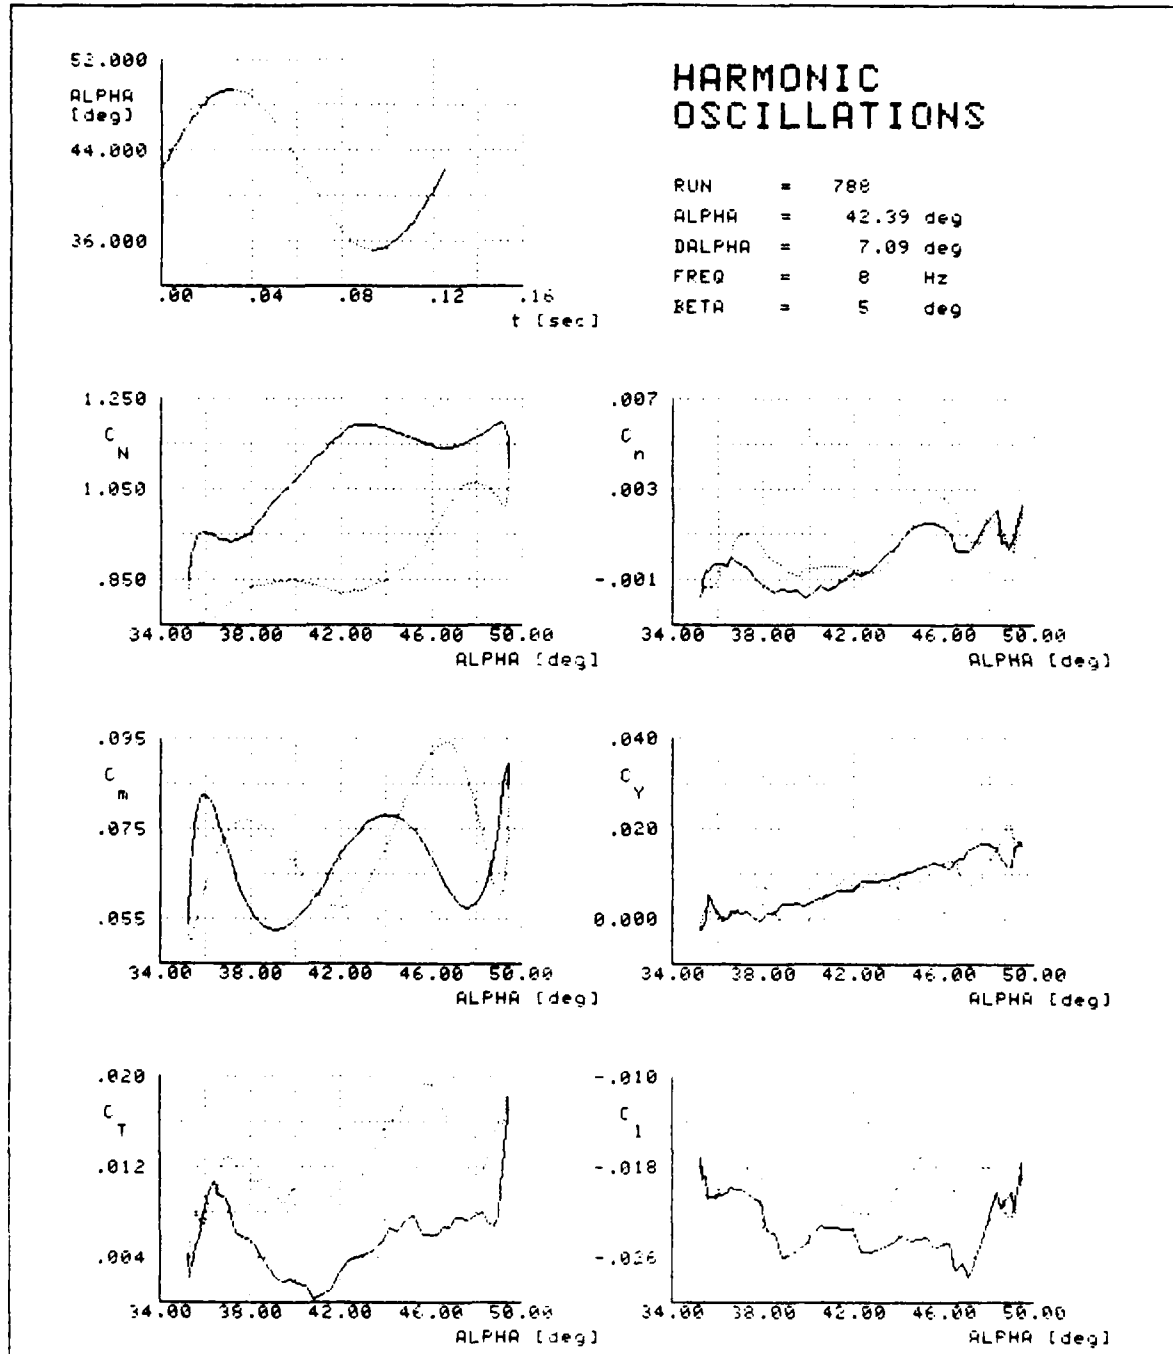 HARMONIC
OSCILLATIONS
RUN = 788
ALPHA = 42.39 deg
DALPHA = 7.09 deg
FREQ = 8 Hz
BETA = 5 deg
52.000
ALPHA
[deg]
44.000
36.000
.00 .04 .08 .12 .16
t [sec]
1.250
C N
1.050
.850
34.00 38.00 42.00 46.00 50.00
ALPHA [deg]
.007
C n
.003
-.001
34.00 38.00 42.00 46.00 50.00
ALPHA [deg]
.095
C m
.075
.055
34.00 38.00 42.00 46.00 50.00
ALPHA [deg]
.040
C Y
.020
0.000
34.00 38.00 42.00 46.00 50.00
ALPHA [deg]
.020
C T
.012
.004
34.00 38.00 42.00 46.00 50.00
ALPHA [deg]
-.010
C l
-.018
-.026
34.00 38.00 42.00 46.00 50.00
ALPHA [deg]